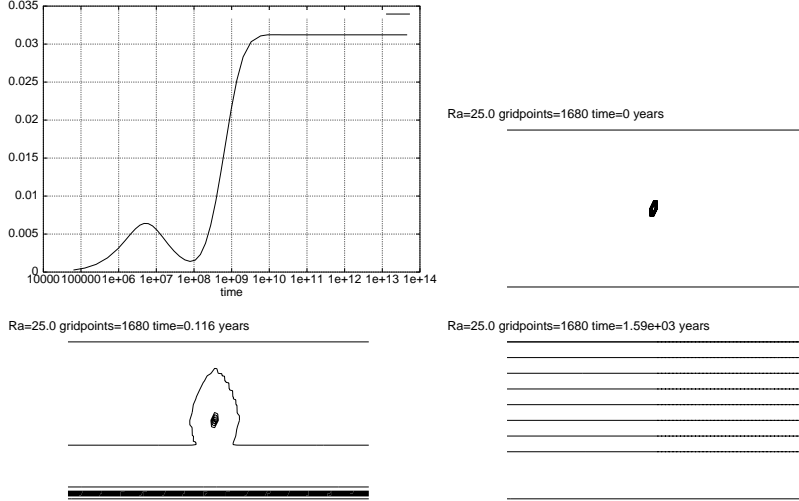 0.035
0.03
0.025
0.02
0.015
0.01
0.005
0
10000 100000 1e+06 1e+07 1e+08 1e+09 1e+10 1e+11 1e+12 1e+13 1e+14
time
Ra=25.0 gridpoints=1680 time=0 years
Ra=25.0 gridpoints=1680 time=0.116 years
Ra=25.0 gridpoints=1680 time=1.59e+03 years